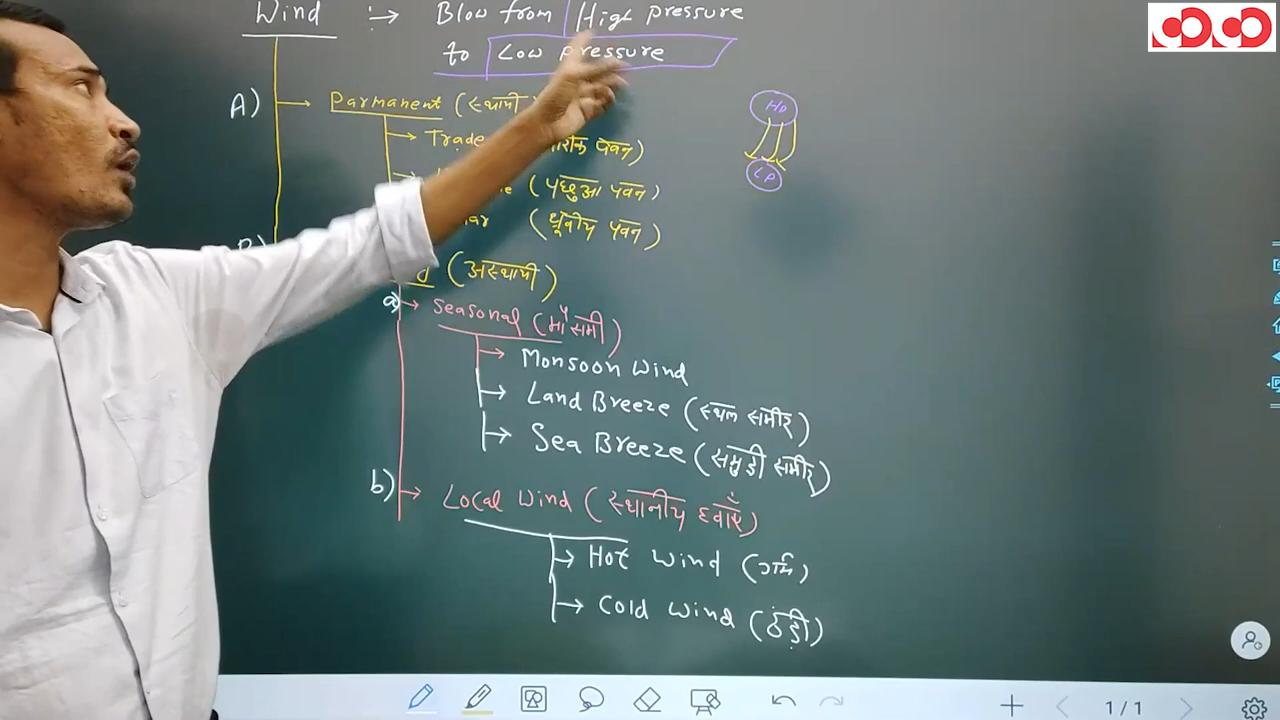 Wind :→ Blow from High pressure
to Low pressure
A) → Parmanent (स्थायी)
→ Trade पवन)
→ (पछुआ पवन)
(ध्रुवीय पवन)
(अस्थायी)
a) → Seasonal (मौसमी)
→ Monsoon Wind
→ Land Breeze (स्थल समीर)
→ Sea Breeze (समुद्री समीर)
b) → Local Wind (स्थानीय हवाएँ)
→ Hot Wind (गर्म)
→ Cold Wind (ठंडी)
HP
LP
1/1